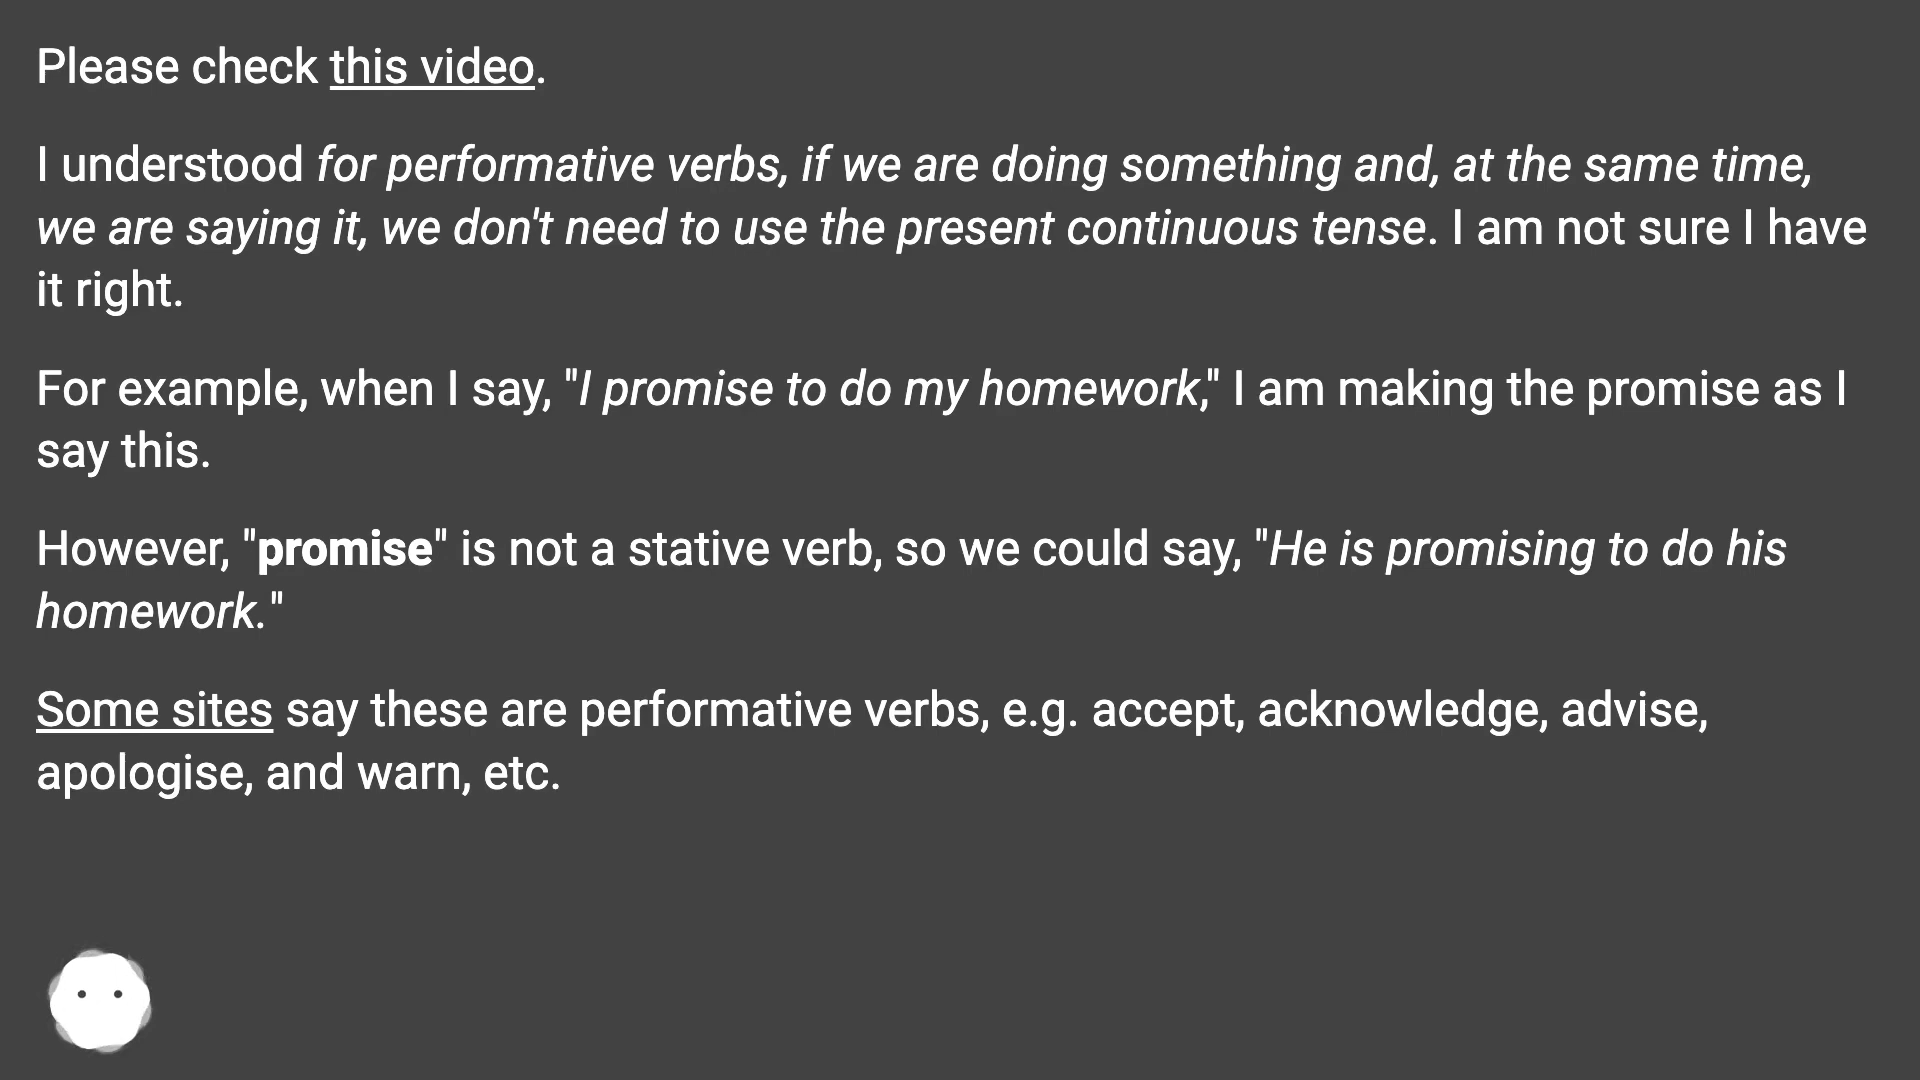 Please check this video.
I understood for performative verbs, if we are doing something and, at the same time,
we are saying it, we don't need to use the present continuous tense. I am not sure I have
it right.
For example, when I say, "I promise to do my homework," I am making the promise as I
say this.
However, "promise" is not a stative verb, so we could say, "He is promising to do his
homework."
Some sites say these are performative verbs, e.g. accept, acknowledge, advise,
apologise, and warn, etc.